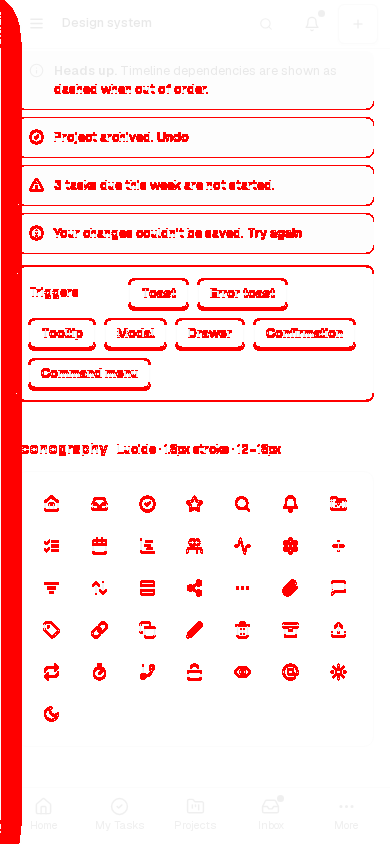 Design system
Heads up. Timeline dependencies are shown as
dashed when out of order.
Project archived. Undo
3 tasks due this week are not started.
Your changes couldn't be saved. Try again
Triggers
Toast
Error toast
Tooltip
Modal
Drawer
Confirmation
Command menu
conography Lucide · 1.6px stroke · 12–16px
Home
My Tasks
Projects
Inbox
More